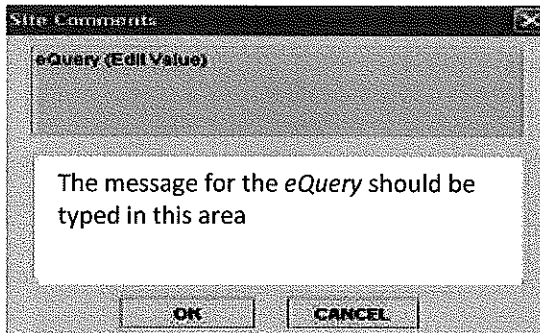 Site Comments
eQuery (Edit Value)
The message for the eQuery should be
typed in this area
OK CANCEL